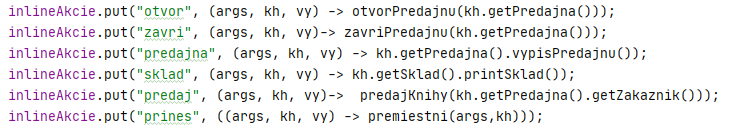 inlineAkcie.put("otvor", (args, kh, vy) -> otvorPredajnu(kh.getPredajna()));
inlineAkcie.put("zavri", (args, kh, vy)-> zavriPredajnu(kh.getPredajna()));
inlineAkcie.put("predajna", (args, kh, vy) -> kh.getPredajna().vypisPredajnu());
inlineAkcie.put("sklad", (args, kh, vy) -> kh.getSklad().printSklad());
inlineAkcie.put("predaj", (args, kh, vy)->  predajKnihy(kh.getPredajna().getZakaznik()));
inlineAkcie.put("prines", ((args, kh, vy) -> premiestni(args,kh)));